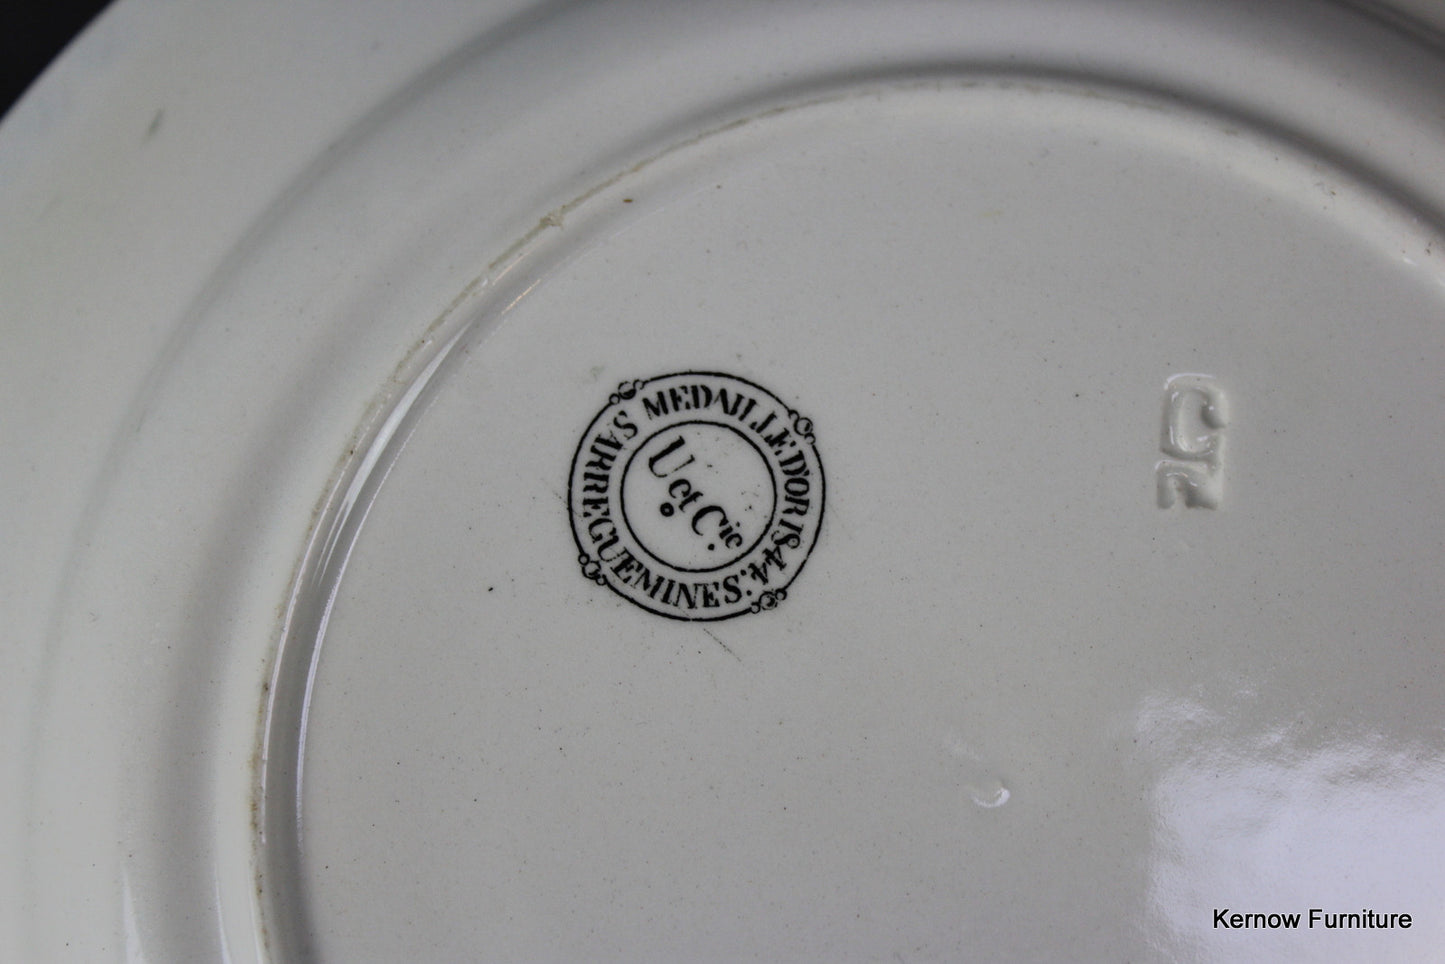 SARREGUEMINES. MEDAILLE D'OR 1844.
U et Cie.
Kernow Furniture